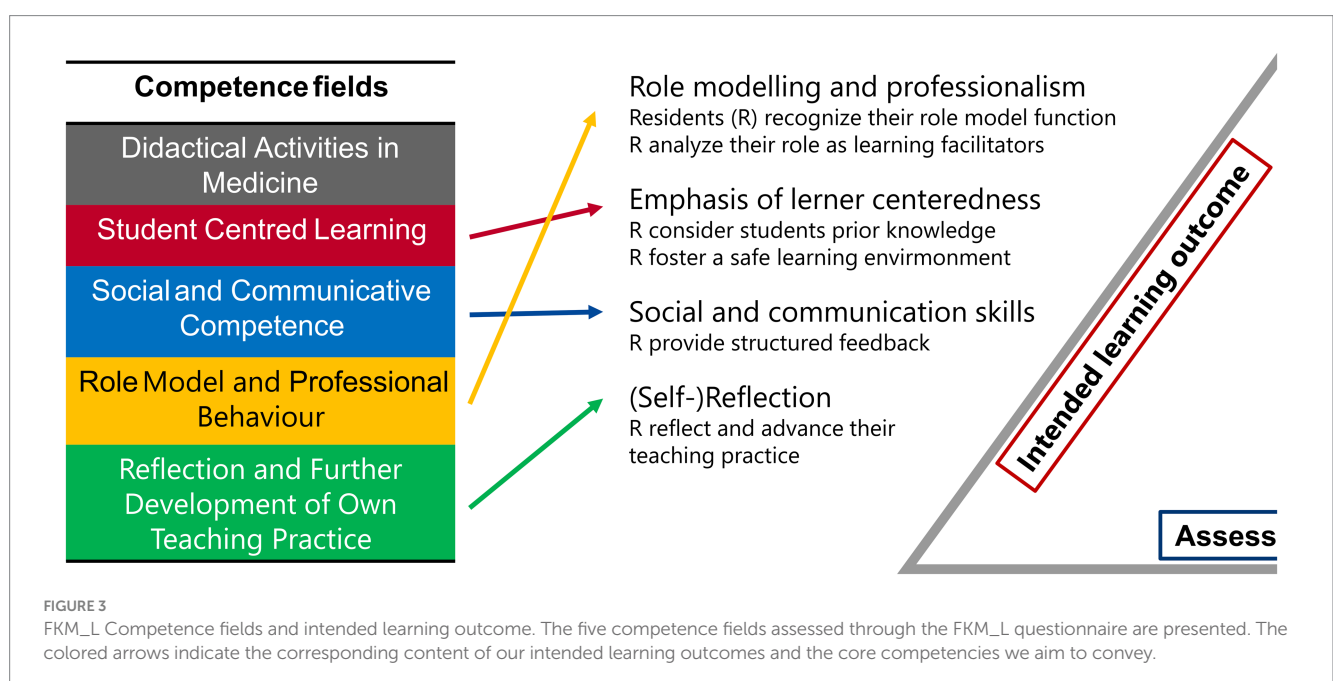 Competence fields
Didactical Activities in
Medicine
Student Centred Learning
Social and Communicative
Competence
Role Model and Professional
Behaviour
Reflection and Further
Development of Own
Teaching Practice
Role modelling and professionalism
Residents (R) recognize their role model function
R analyze their role as learning facilitators
Emphasis of lerner centeredness
R consider students prior knowledge
R foster a safe learning envirmonment
Social and communication skills
R provide structured feedback
(Self-)Reflection
R reflect and advance their
teaching practice
Intended learning outcome
Assess
FIGURE 3
FKM_L Competence fields and intended learning outcome. The five competence fields assessed through the FKM_L questionnaire are presented. The
colored arrows indicate the corresponding content of our intended learning outcomes and the core competencies we aim to convey.